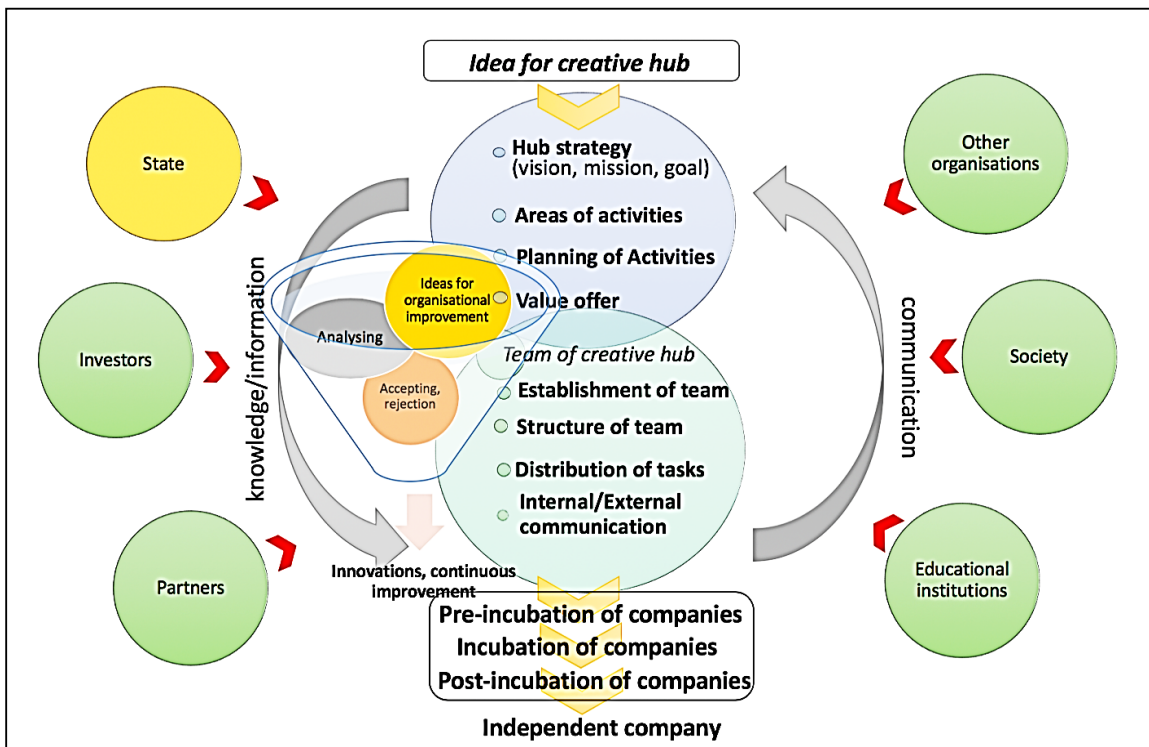 Idea for creative hub
State
Investors
Partners
knowledge/information
Hub strategy
(vision, mission, goal)
Areas of activities
Planning of Activities
Value offer
Ideas for
organisational
improvement
Analysing
Accepting,
rejection
Team of creative hub
Establishment of team
Structure of team
Distribution of tasks
Internal/External
communication
Innovations, continuous
improvement
Pre-incubation of companies
Incubation of companies
Post-incubation of companies
Independent company
communication
Other
organisations
Society
Educational
institutions